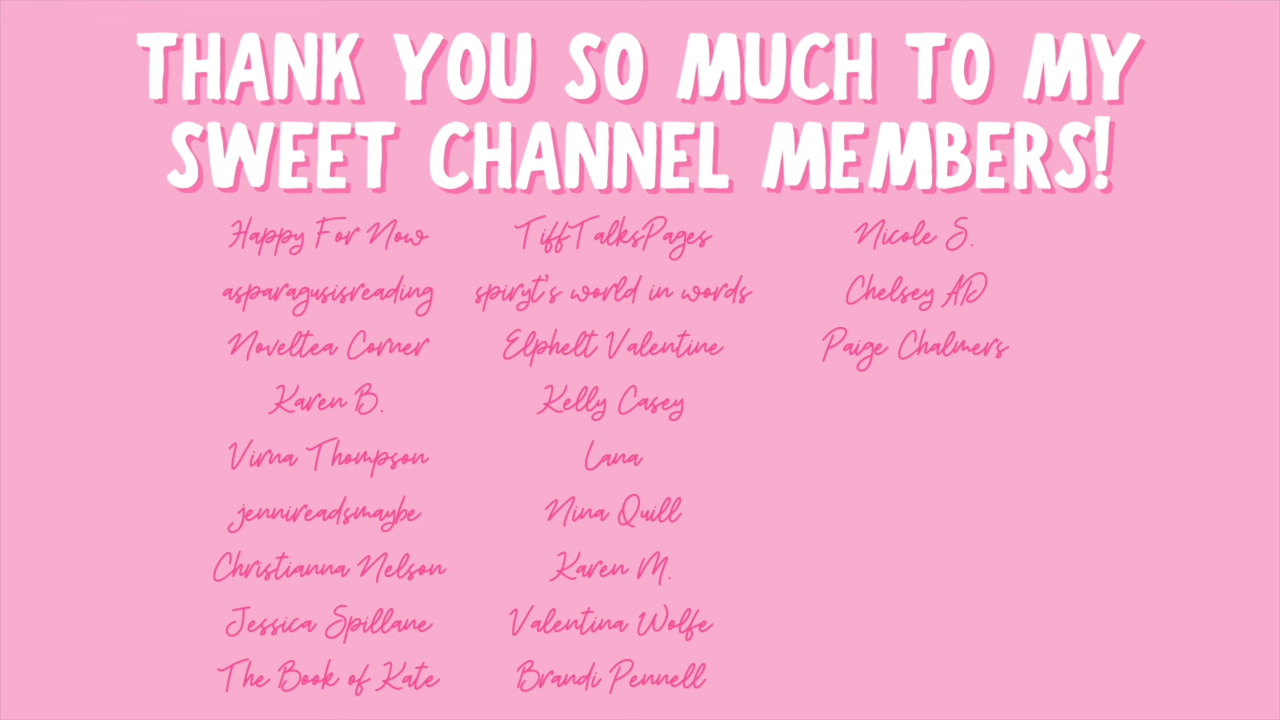 THANK YOU SO MUCH TO MY
SWEET CHANNEL MEMBERS!
Happy For Now
asparagusisreading
Noveltea Corner
Karen B.
Virna Thompson
jennireadsmaybe
Christianna Nelson
Jessica Spillane
The Book of Kate
TiffTalksPages
spiryt's world in words
Elphelt Valentine
Kelly Casey
Lana
Nina Quill
Karen M.
Valentina Wolfe
Brandi Pennell
Nicole S.
Chelsey AD
Paige Chalmers